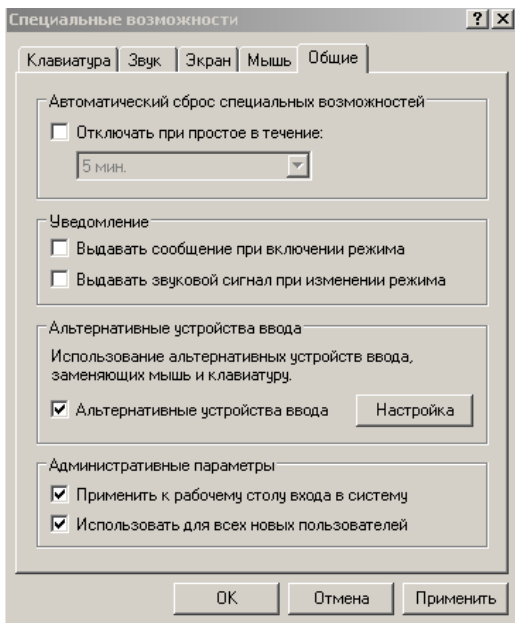 Специальные возможности
Клавиатура Звук Экран Мышь Общие
Автоматический сброс специальных возможностей
Отключать при простое в течение:
5 мин.
Уведомление
Выдавать сообщение при включении режима
Выдавать звуковой сигнал при изменении режима
Альтернативные устройства ввода
Использование альтернативных устройств ввода,
заменяющих мышь и клавиатуру.
Альтернативные устройства ввода Настройка
Административные параметры
Применить к рабочему столу входа в систему
Использовать для всех новых пользователей
OK Отмена Применить